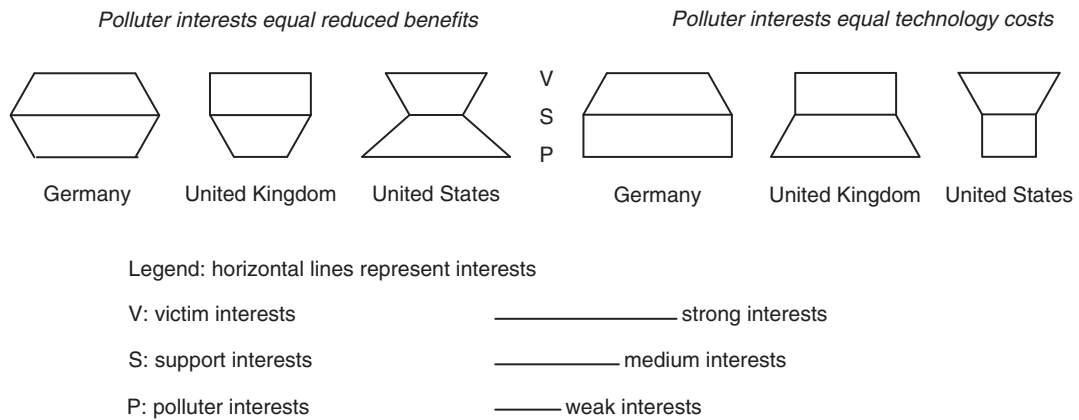 Polluter interests equal reduced benefits
Polluter interests equal technology costs
V
S
P
Germany
United Kingdom
United States
Germany
United Kingdom
United States
Legend: horizontal lines represent interests
V: victim interests
strong interests
S: support interests
medium interests
P: polluter interests
weak interests